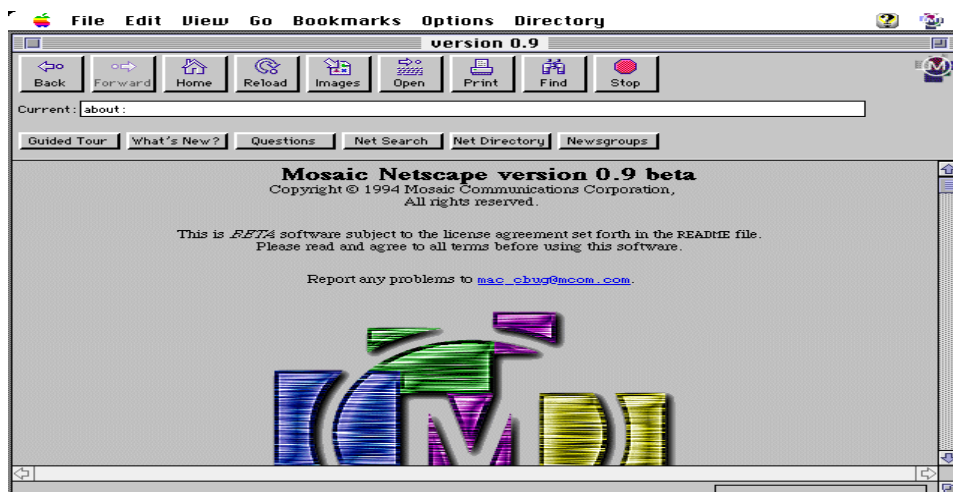 File Edit View Go Bookmarks Options Directory
version 0.9
Back Forward Home Reload Images Open Print Find Stop
Current: about:
Guided Tour What's New? Questions Net Search Net Directory Newsgroups
Mosaic Netscape version 0.9 beta
Copyright © 1994 Mosaic Communications Corporation,
All rights reserved.
This is BETA software subject to the license agreement set forth in the README file.
Please read and agree to all terms before using this software.
Report any problems to mac_cbug@mcom.com.
M